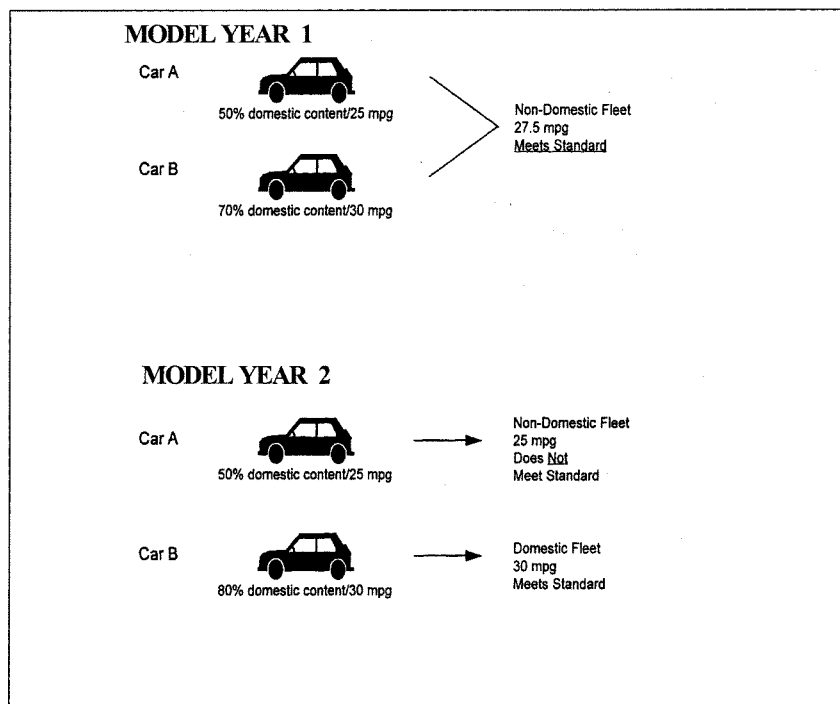 MODEL YEAR 1
Car A
50% domestic content/25 mpg
Non-Domestic Fleet
27.5 mpg
Meets Standard
Car B
70% domestic content/30 mpg
MODEL YEAR 2
Car A
50% domestic content/25 mpg
Non-Domestic Fleet
25 mpg
Does Not
Meet Standard
Car B
80% domestic content/30 mpg
Domestic Fleet
30 mpg
Meets Standard